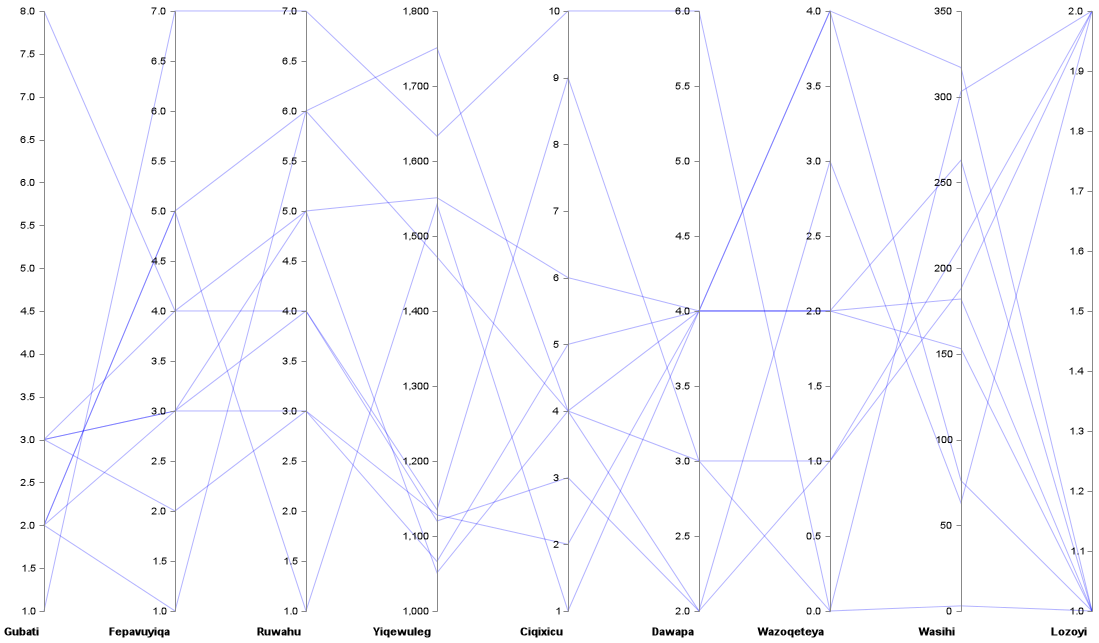 8.0 7.0 7.0 1,800 10 6.0 4.0 350 2.0
7.5 6.5 6.5 1,700 9 5.5 3.5 300 1.9
7.0 6.0 6.0 1,600 8 5.0 3.0 250 1.8
6.5 5.5 5.5 1,500 7 4.5 2.5 200 1.7
6.0 5.0 5.0 1,400 6 4.0 2.0 150 1.6
5.5 4.5 4.5 1,300 5 3.5 1.5 100 1.5
5.0 4.0 4.0 1,200 4 3.0 1.0 50 1.4
4.5 3.5 3.5 1,100 3 2.5 0.5 0 1.3
4.0 3.0 3.0 1,000 2 2.0 0.0 1.2
3.5 2.5 2.5 1 1.1
3.0 2.0 2.0 1.0
2.5 1.5 1.5
2.0 1.0 1.0
1.5
1.0
Gubati Fepavuyiqa Ruwahu Yiqewuleg Ciqixicu Dawapa Wazoqeteya Wasihi Lozoyi